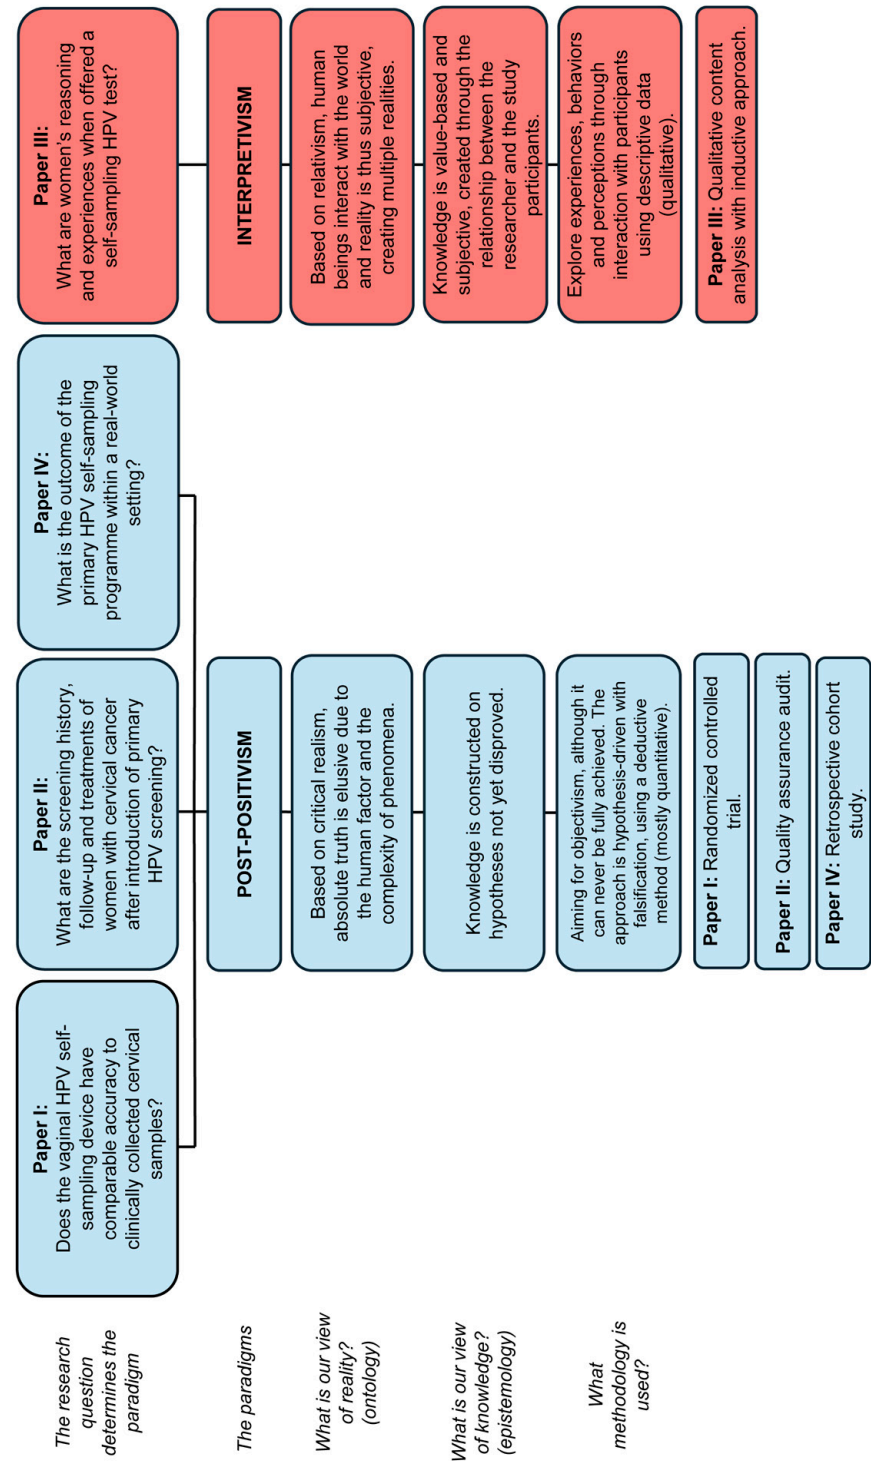 The research
question
determines the
paradigm
Paper I:
Does the vaginal HPV self-
sampling device have
comparable accuracy to
clinically collected cervical
samples?
Paper II:
What are the screening history,
follow-up and treatments of
women with cervical cancer
after introduction of primary
HPV screening?
Paper IV:
What is the outcome of the
primary HPV self-sampling
programme within a real-world
setting?
Paper III:
What are women's reasoning
and experiences when offered a
self-sampling HPV test?
The paradigms
POST-POSITIVISM
INTERPRETIVISM
What is our view
of reality?
(ontology)
Based on critical realism,
absolute truth is elusive due to
the human factor and the
complexity of phenomena.
Based on relativism, human
beings interact with the world
and reality is thus subjective,
creating multiple realities.
What is our view
of knowledge?
(epistemology)
Knowledge is constructed on
hypotheses not yet disproved.
Knowledge is value-based and
subjective, created through the
relationship between the
researcher and the study
participants.
What
methodology is
used?
Aiming for objectivism, although it
can never be fully achieved. The
approach is hypothesis-driven with
falsification, using a deductive
method (mostly quantitative).
Explore experiences, behaviors
and perceptions through
interaction with participants
using descriptive data
(qualitative).
Paper I: Randomized controlled
trial.
Paper II: Quality assurance audit.
Paper IV: Retrospective cohort
study.
Paper III: Qualitative content
analysis with inductive approach.